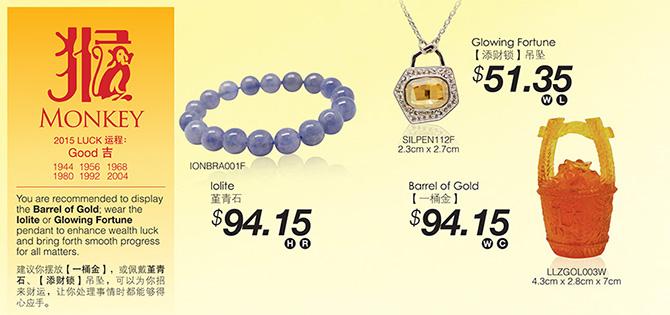 猴
MONKEY
2015 LUCK 运程:
Good 吉
1944 1956 1968
1980 1992 2004
You are recommended to display
the Barrel of Gold; wear the
Iolite or Glowing Fortune
pendant to enhance wealth luck
and bring forth smooth progress
for all matters.
建议你摆放【一桶金】，或佩戴堇青
石、【添财锁】吊坠，可以为你招
来财运，让你处理事情时都能够得
心应手。
IONBRA001F
Iolite
堇青石
$94.15
H R
Glowing Fortune
【添财锁】吊坠
$51.35
W L
SILPEN112F
2.3cm x 2.7cm
Barrel of Gold
【一桶金】
$94.15
W C
LLZGOL003W
4.3cm x 2.8cm x 7cm